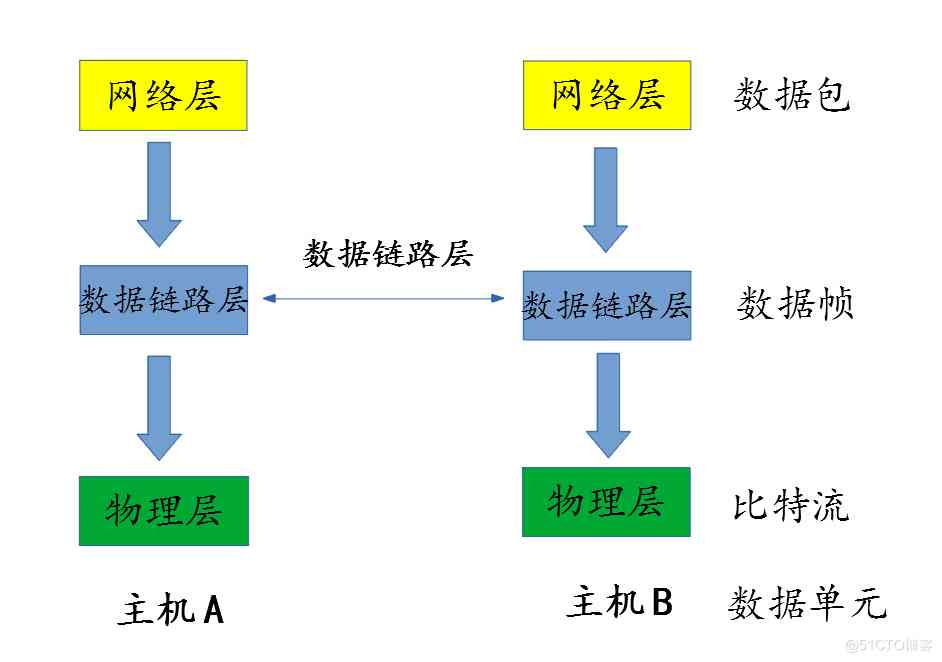 网络层 网络层 数据包
数据链路层
数据链路层 数据链路层 数据帧
物理层 物理层 比特流
主机A 主机B 数据单元
@51CTO博客